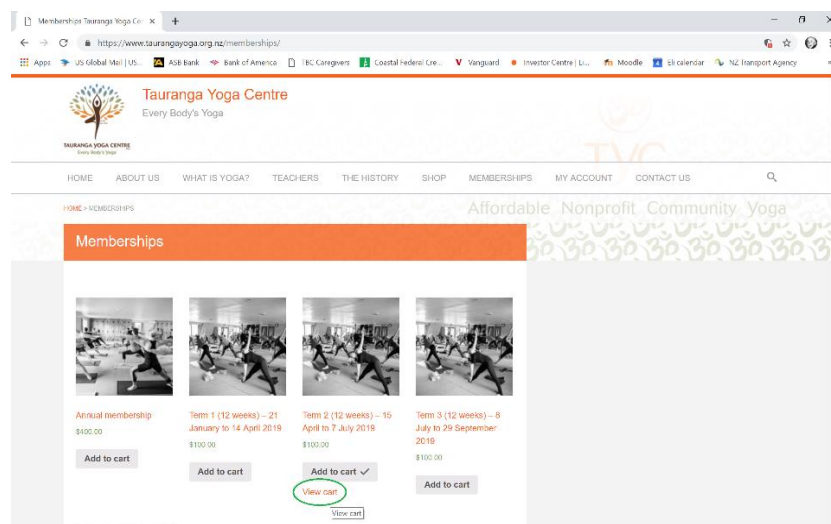 Memberships Tauranga Yoga Cen
https://www.taurangayoga.org.nz/memberships/
Apps US Global Mail | US... ASB Bank Bank of America TBC Caregivers Coastal Federal Cre... Vanguard Investor Centre | Li... Moodle Eli calendar NZ Transport Agency
Tauranga Yoga Centre
Every Body's Yoga
TAURANGA YOGA CENTRE
Every Body's Yoga
TYC
HOME ABOUT US WHAT IS YOGA? TEACHERS THE HISTORY SHOP MEMBERSHIPS MY ACCOUNT CONTACT US
HOME > MEMBERSHIPS
Affordable Nonprofit Community Yoga
Memberships
Annual membership
$400.00
Add to cart
Term 1 (12 weeks) – 21
January to 14 April 2019
$100.00
Add to cart
Term 2 (12 weeks) – 15
April to 7 July 2019
$100.00
Add to cart ✓
View cart
View cart
Term 3 (12 weeks) – 8
July to 29 September
2019
$100.00
Add to cart